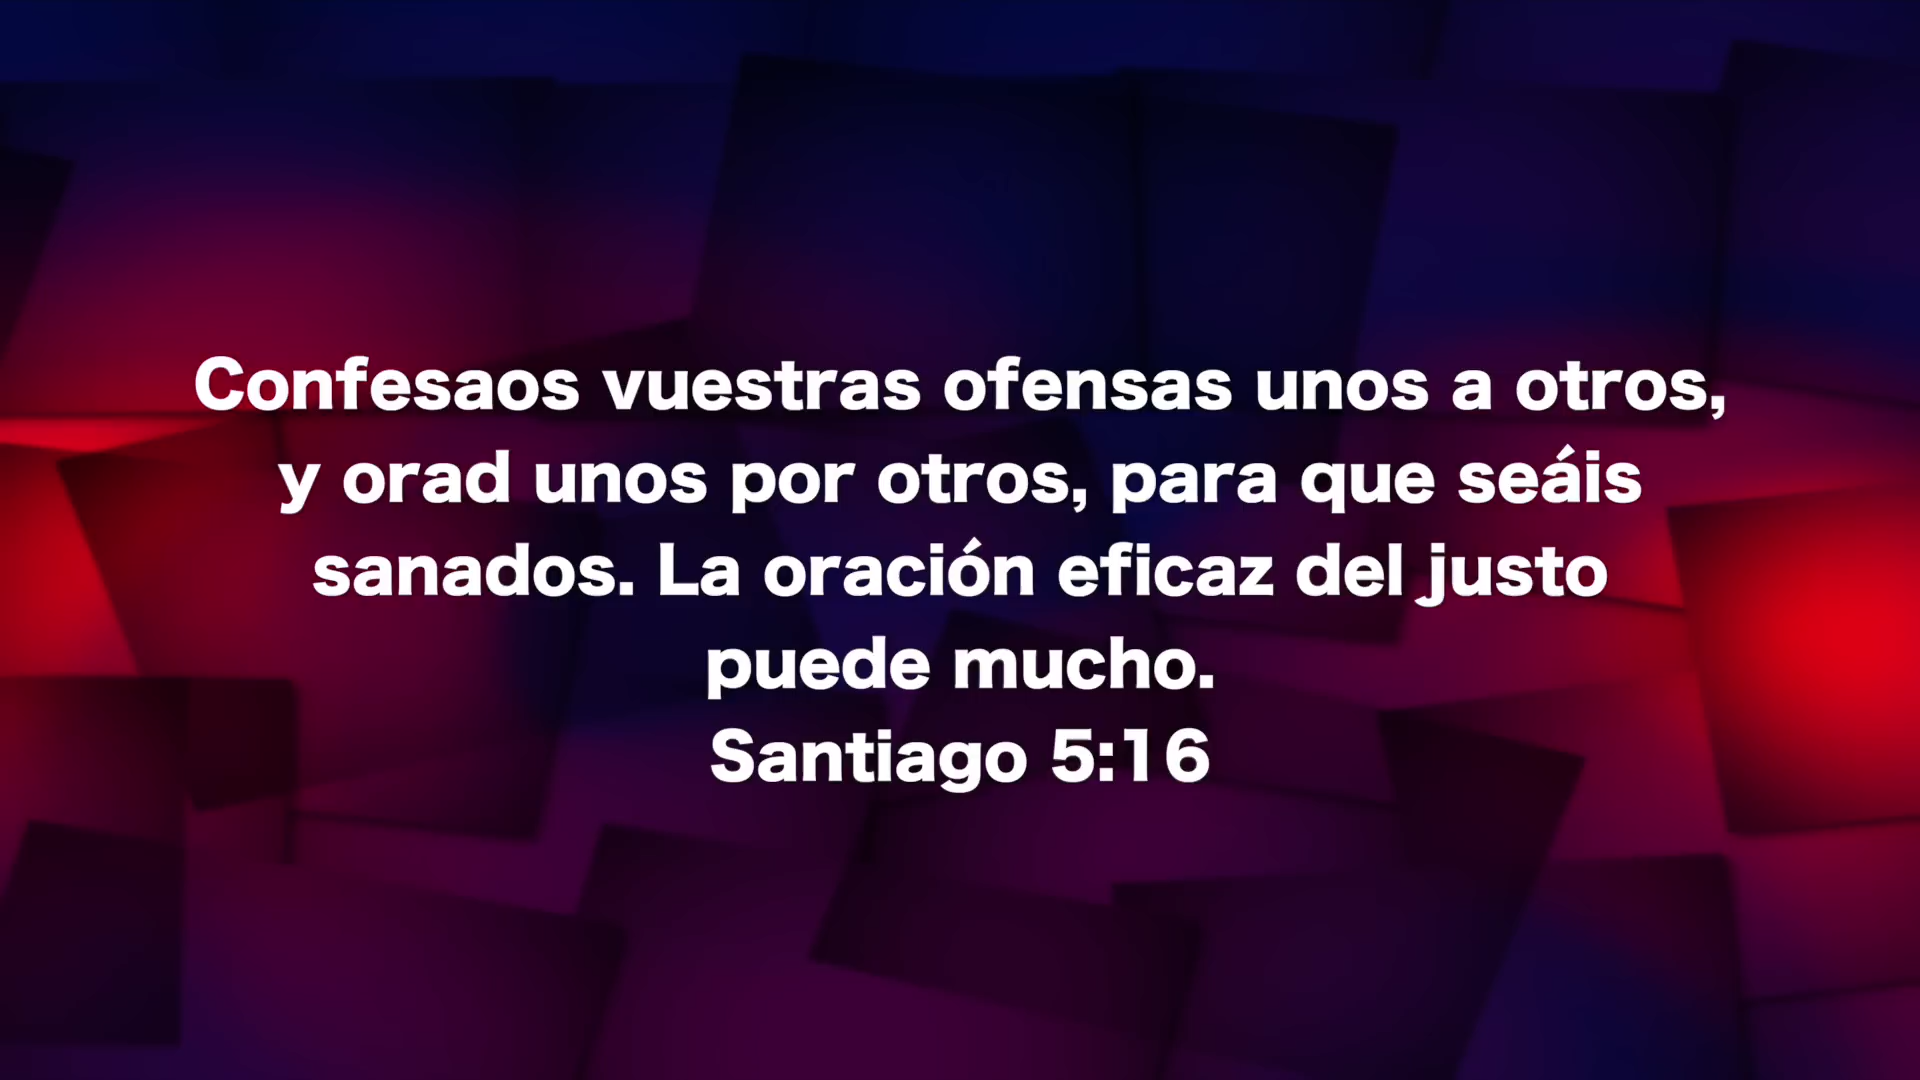 Confesaos vuestras ofensas unos a otros,
y orad unos por otros, para que seáis
sanados. La oración eficaz del justo
puede mucho.
Santiago 5:16